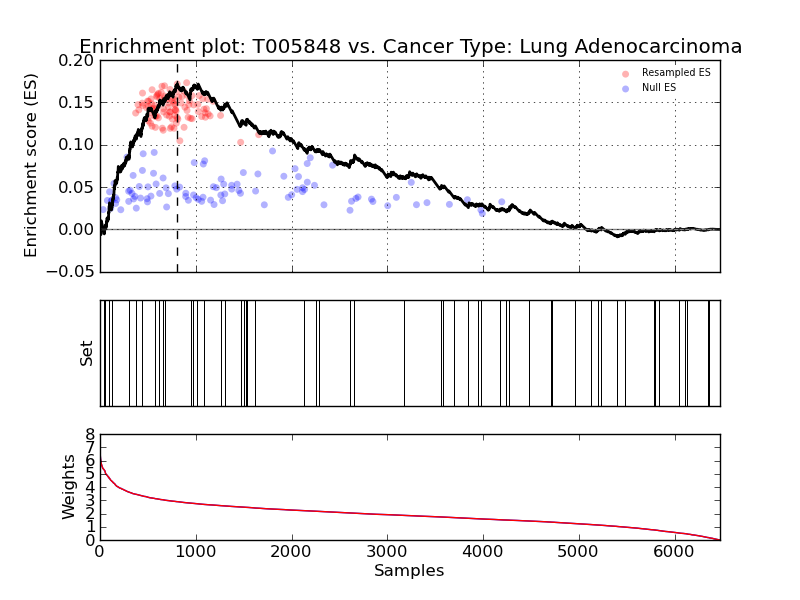 Enrichment plot: T005848 vs. Cancer Type: Lung Adenocarcinoma
Enrichment score (ES)
0.20
0.15
0.10
0.05
0.00
−0.05
Resampled ES
Null ES
Set
Weights
8
7
6
5
4
3
2
1
0
0 1000 2000 3000 4000 5000 6000
Samples